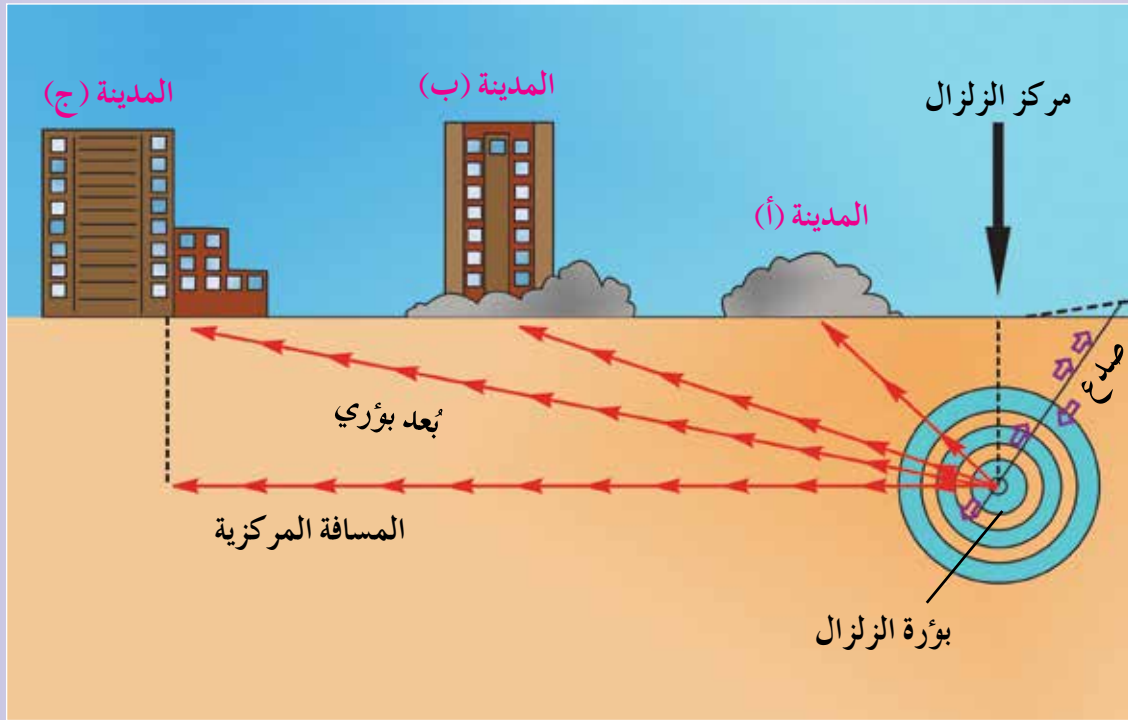 مركز الزلزال
المدينة (أ)
المدينة (ب)
المدينة (ج)
صدع
بُعد بؤري
المسافة المركزية
بؤرة الزلزال